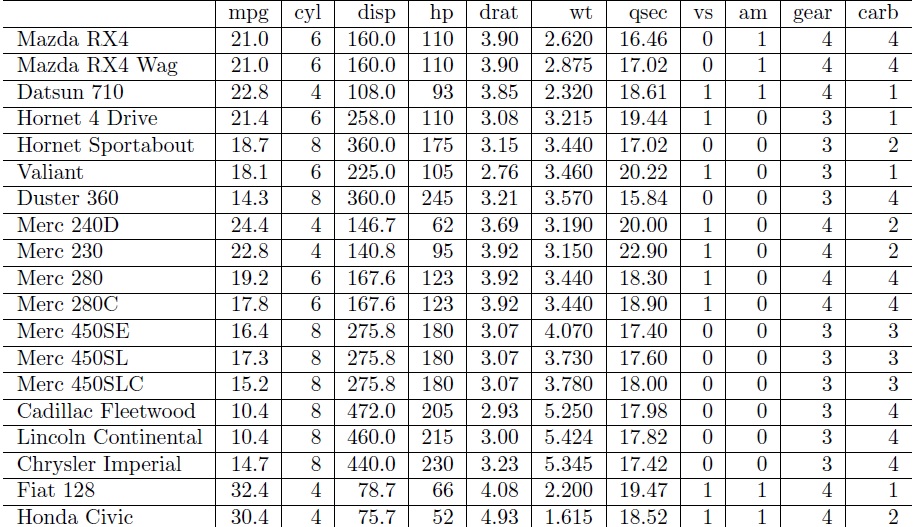 mpg cyl disp hp drat wt qsec vs am gear carb
Mazda RX4 21.0 6 160.0 110 3.90 2.620 16.46 0 1 4 4
Mazda RX4 Wag 21.0 6 160.0 110 3.90 2.875 17.02 0 1 4 4
Datsun 710 22.8 4 108.0 93 3.85 2.320 18.61 1 1 4 1
Hornet 4 Drive 21.4 6 258.0 110 3.08 3.215 19.44 1 0 3 1
Hornet Sportabout 18.7 8 360.0 175 3.15 3.440 17.02 0 0 3 2
Valiant 18.1 6 225.0 105 2.76 3.460 20.22 1 0 3 1
Duster 360 14.3 8 360.0 245 3.21 3.570 15.84 0 0 3 4
Merc 240D 24.4 4 146.7 62 3.69 3.190 20.00 1 0 4 2
Merc 230 22.8 4 140.8 95 3.92 3.150 22.90 1 0 4 2
Merc 280 19.2 6 167.6 123 3.92 3.440 18.30 1 0 4 4
Merc 280C 17.8 6 167.6 123 3.92 3.440 18.90 1 0 4 4
Merc 450SE 16.4 8 275.8 180 3.07 4.070 17.40 0 0 3 3
Merc 450SL 17.3 8 275.8 180 3.07 3.730 17.60 0 0 3 3
Merc 450SLC 15.2 8 275.8 180 3.07 3.780 18.00 0 0 3 3
Cadillac Fleetwood 10.4 8 472.0 205 2.93 5.250 17.98 0 0 3 4
Lincoln Continental 10.4 8 460.0 215 3.00 5.424 17.82 0 0 3 4
Chrysler Imperial 14.7 8 440.0 230 3.23 5.345 17.42 0 0 3 4
Fiat 128 32.4 4 78.7 66 4.08 2.200 19.47 1 1 4 1
Honda Civic 30.4 4 75.7 52 4.93 1.615 18.52 1 1 4 2